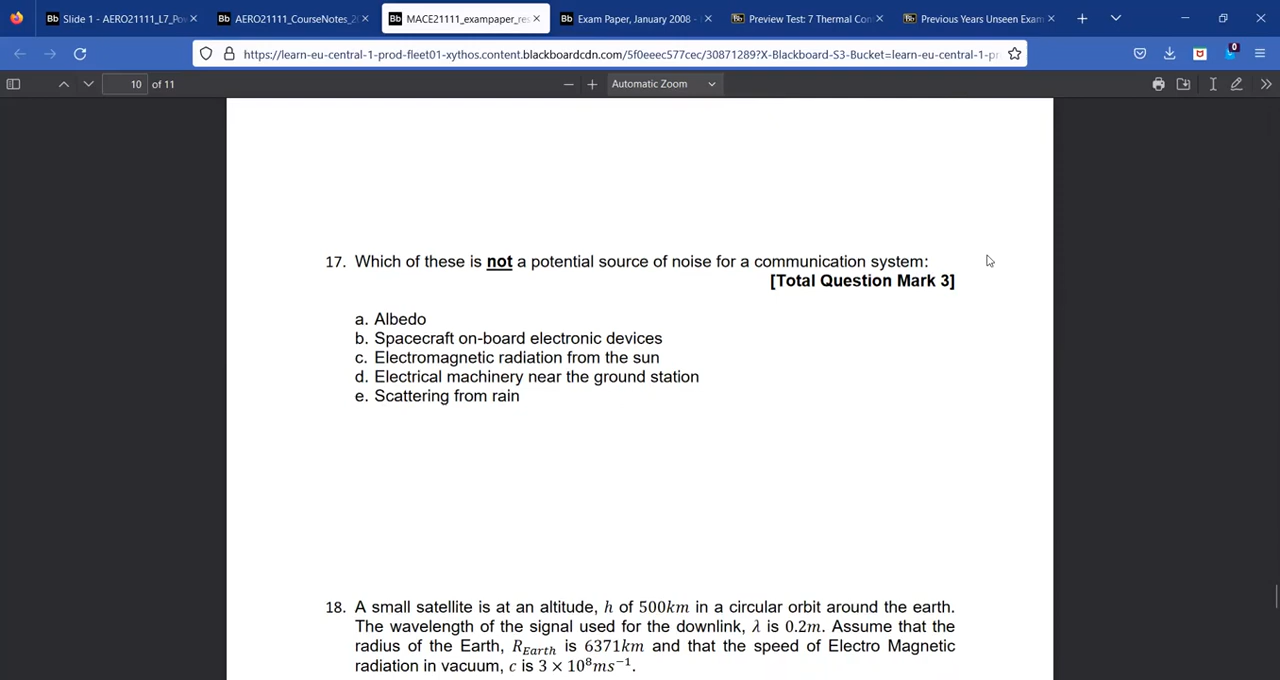 Slide 1 - AERO21111_L7_Po
AERO21111_CourseNotes_2
MACE21111_exampaper_res
Exam Paper, January 2008 -
Preview Test: 7 Thermal Con
Previous Years Unseen Exam
https://learn-eu-central-1-prod-fleet01-xythos.content.blackboardcdn.com/5f0eeec577cec/30871289?X-Blackboard-S3-Bucket=learn-eu-central-1-pr
0
10 of 11
Automatic Zoom
17. Which of these is not a potential source of noise for a communication system:
[Total Question Mark 3]
a. Albedo
b. Spacecraft on-board electronic devices
c. Electromagnetic radiation from the sun
d. Electrical machinery near the ground station
e. Scattering from rain
18. A small satellite is at an altitude, h of 500km in a circular orbit around the earth.
The wavelength of the signal used for the downlink, λ is 0.2m. Assume that the
radius of the Earth, R_Earth is 6371km and that the speed of Electro Magnetic
radiation in vacuum, c is 3 × 10⁸ms⁻¹.